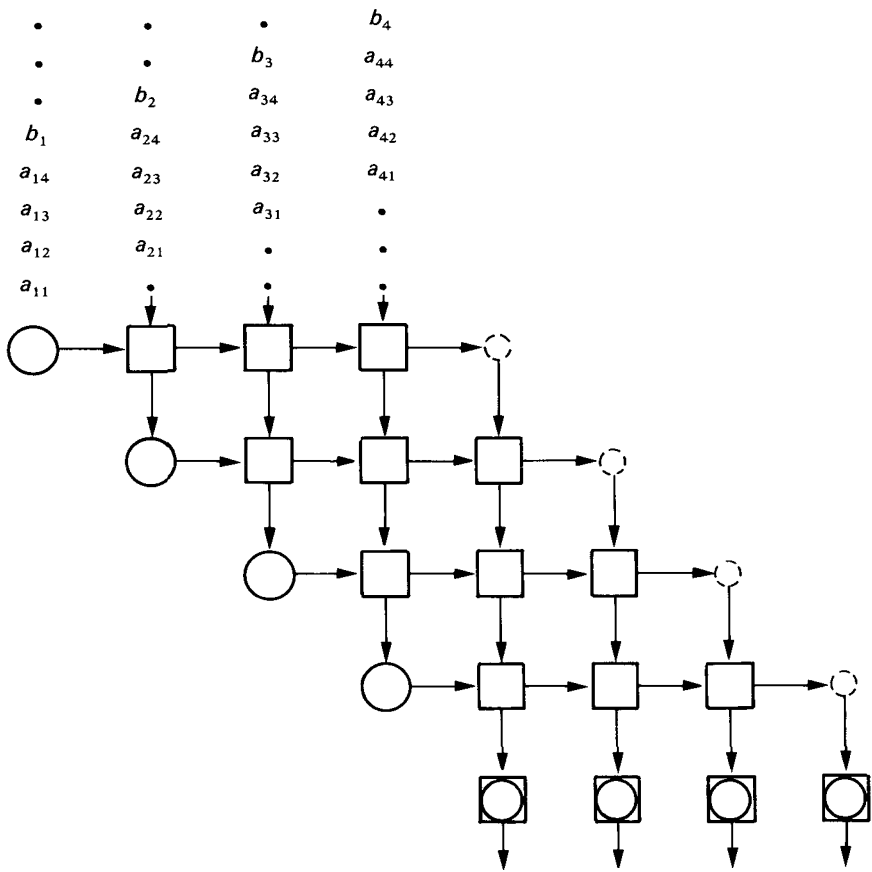 • • • b₄
• • b₃ a₄₄
• b₂ a₃₄ a₄₃
b₁ a₂₄ a₃₃ a₄₂
a₁₄ a₂₃ a₃₂ a₄₁
a₁₃ a₂₂ a₃₁ •
a₁₂ a₂₁ • •
a₁₁ • • •